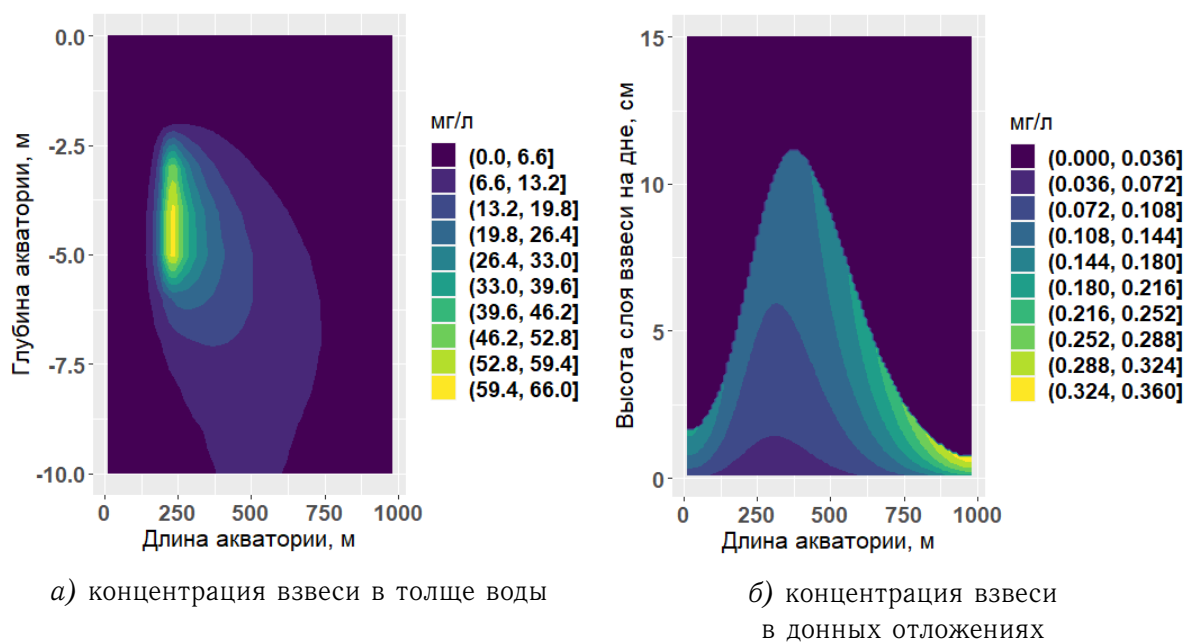 0.0
-2.5
-5.0
-7.5
-10.0
Глубина акватории, м
0 250 500 750 1000
Длина акватории, м
мг/л
(0.0, 6.6]
(6.6, 13.2]
(13.2, 19.8]
(19.8, 26.4]
(26.4, 33.0]
(33.0, 39.6]
(39.6, 46.2]
(46.2, 52.8]
(52.8, 59.4]
(59.4, 66.0]
а) концентрация взвеси в толще воды
15
10
5
0
Высота слоя взвеси на дне, см
0 250 500 750 1000
Длина акватории, м
мг/л
(0.000, 0.036]
(0.036, 0.072]
(0.072, 0.108]
(0.108, 0.144]
(0.144, 0.180]
(0.180, 0.216]
(0.216, 0.252]
(0.252, 0.288]
(0.288, 0.324]
(0.324, 0.360]
б) концентрация взвеси
в донных отложениях